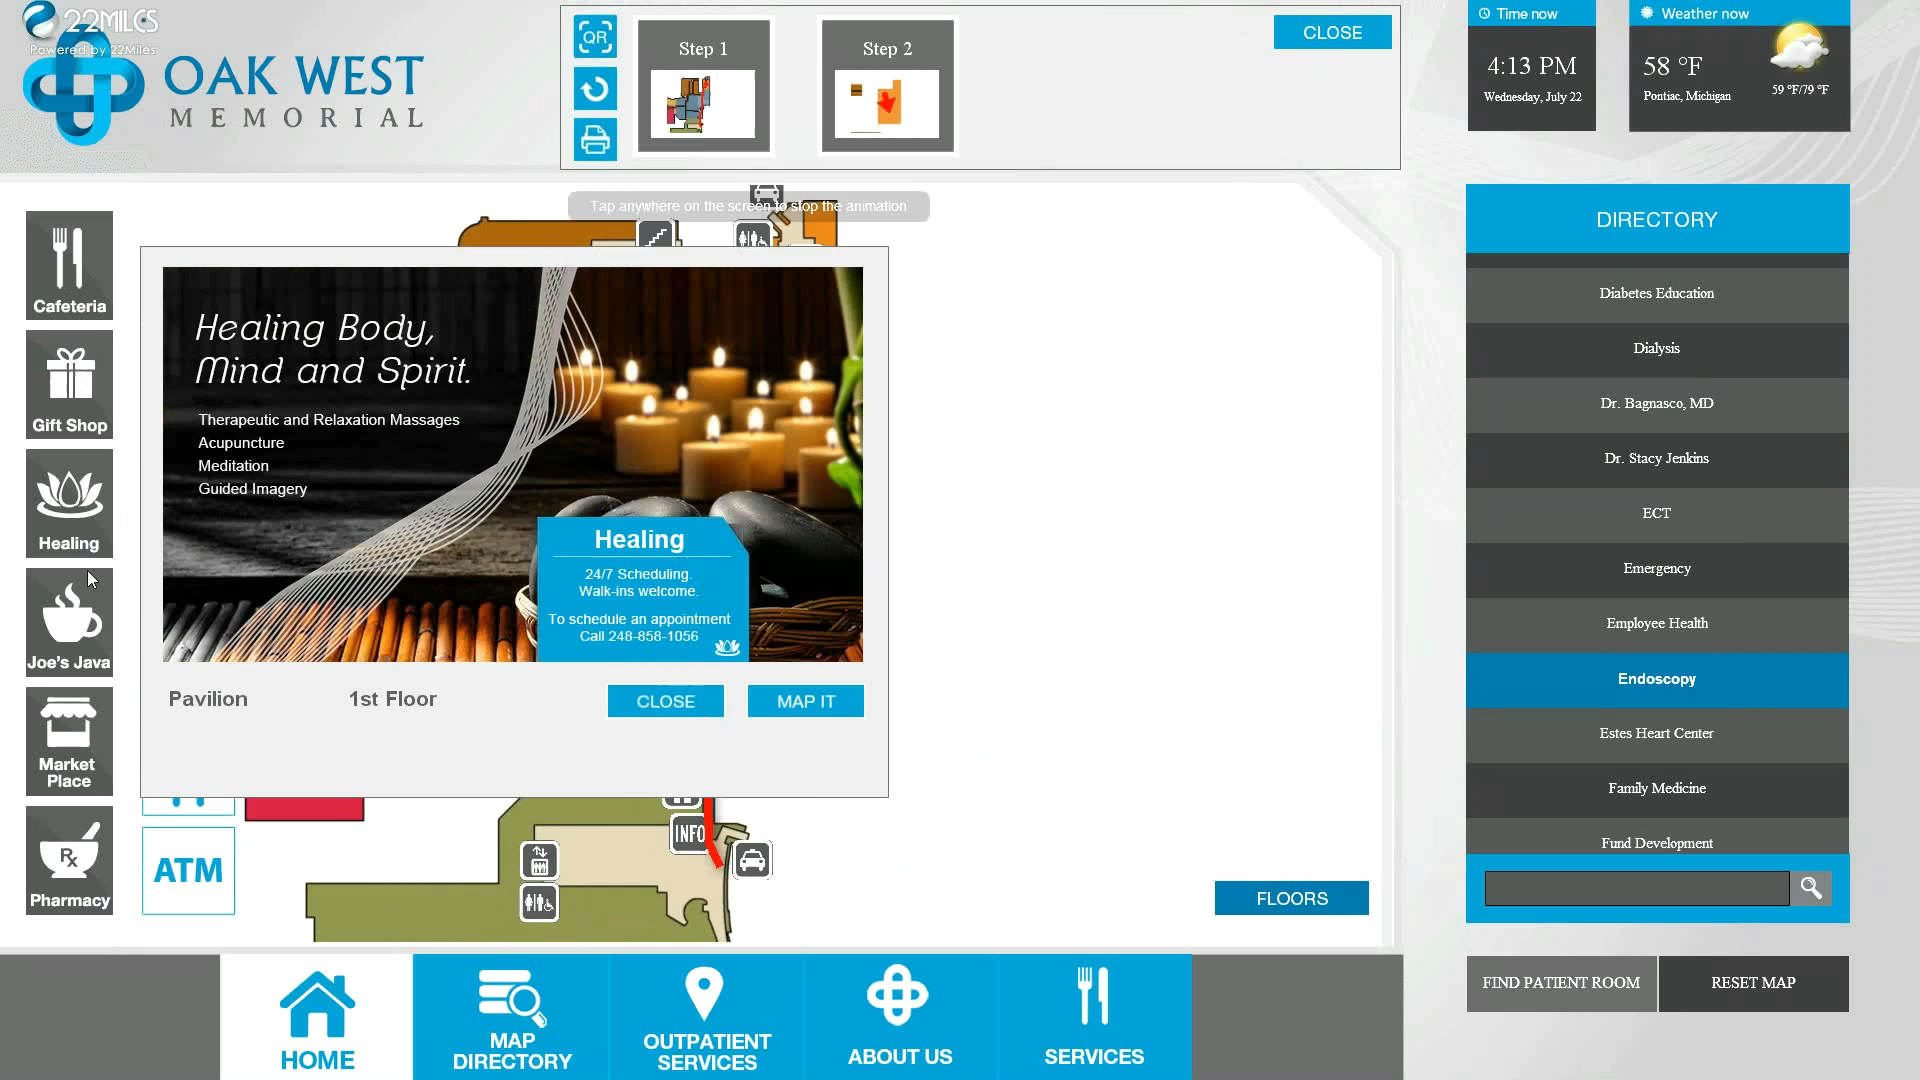 22MILES
Powered by 22Miles
OAK WEST
MEMORIAL
QR
Step 1
Step 2
CLOSE
Time now
4:13 PM
Wednesday, July 22
Weather now
58 °F
Pontiac, Michigan
59 °F/79 °F
Tap anywhere on the screen to stop the animation
Cafeteria
Gift Shop
Healing
Joe's Java
Market
Place
Rx
Pharmacy
Healing Body,
Mind and Spirit.
Therapeutic and Relaxation Massages
Acupuncture
Meditation
Guided Imagery
Healing
24/7 Scheduling.
Walk-ins welcome.
To schedule an appointment
Call 248-858-1056
Pavilion
1st Floor
CLOSE
MAP IT
INFO
ATM
FLOORS
DIRECTORY
Diabetes Education
Dialysis
Dr. Bagnasco, MD
Dr. Stacy Jenkins
ECT
Emergency
Employee Health
Endoscopy
Estes Heart Center
Family Medicine
Fund Development
FIND PATIENT ROOM
RESET MAP
HOME
MAP
DIRECTORY
OUTPATIENT
SERVICES
ABOUT US
SERVICES